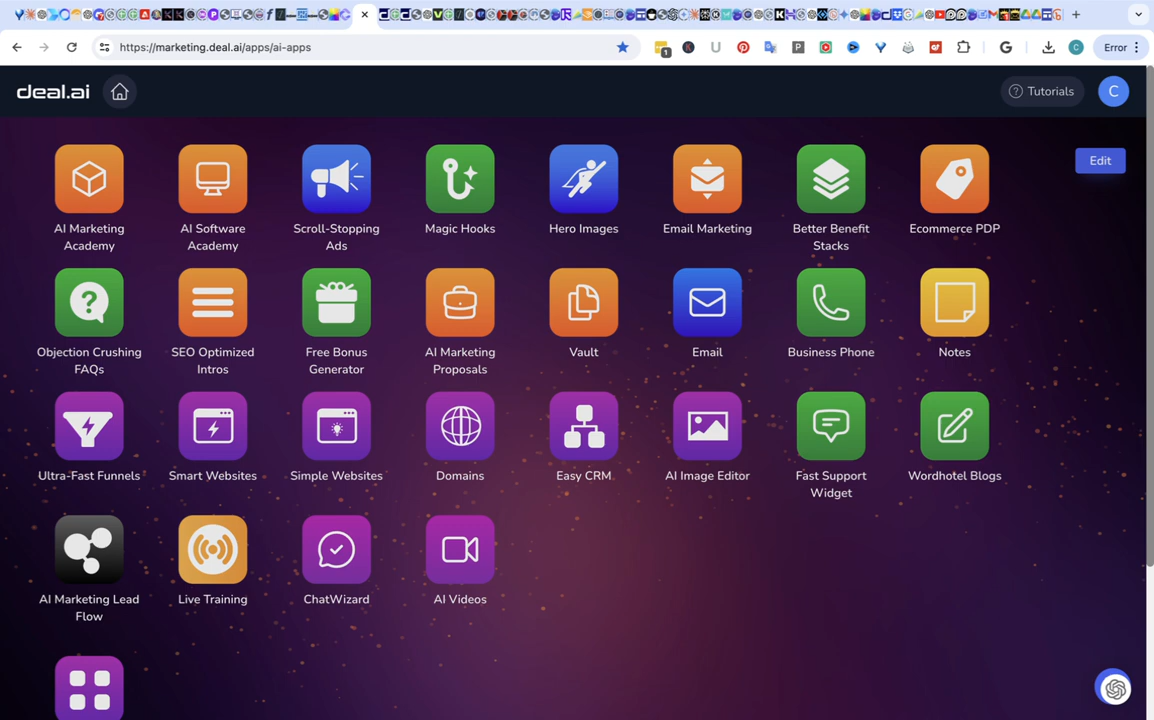 https://marketing.deal.ai/apps/ai-apps
1
G
C
Error
deal.ai
Tutorials
C
Edit
AI Marketing
Academy
AI Software
Academy
Scroll-Stopping
Ads
Magic Hooks
Hero Images
Email Marketing
Better Benefit
Stacks
Ecommerce PDP
Objection Crushing
FAQs
SEO Optimized
Intros
Free Bonus
Generator
AI Marketing
Proposals
Vault
Email
Business Phone
Notes
Ultra-Fast Funnels
Smart Websites
Simple Websites
Domains
Easy CRM
AI Image Editor
Fast Support
Widget
Wordhotel Blogs
AI Marketing Lead
Flow
Live Training
ChatWizard
AI Videos